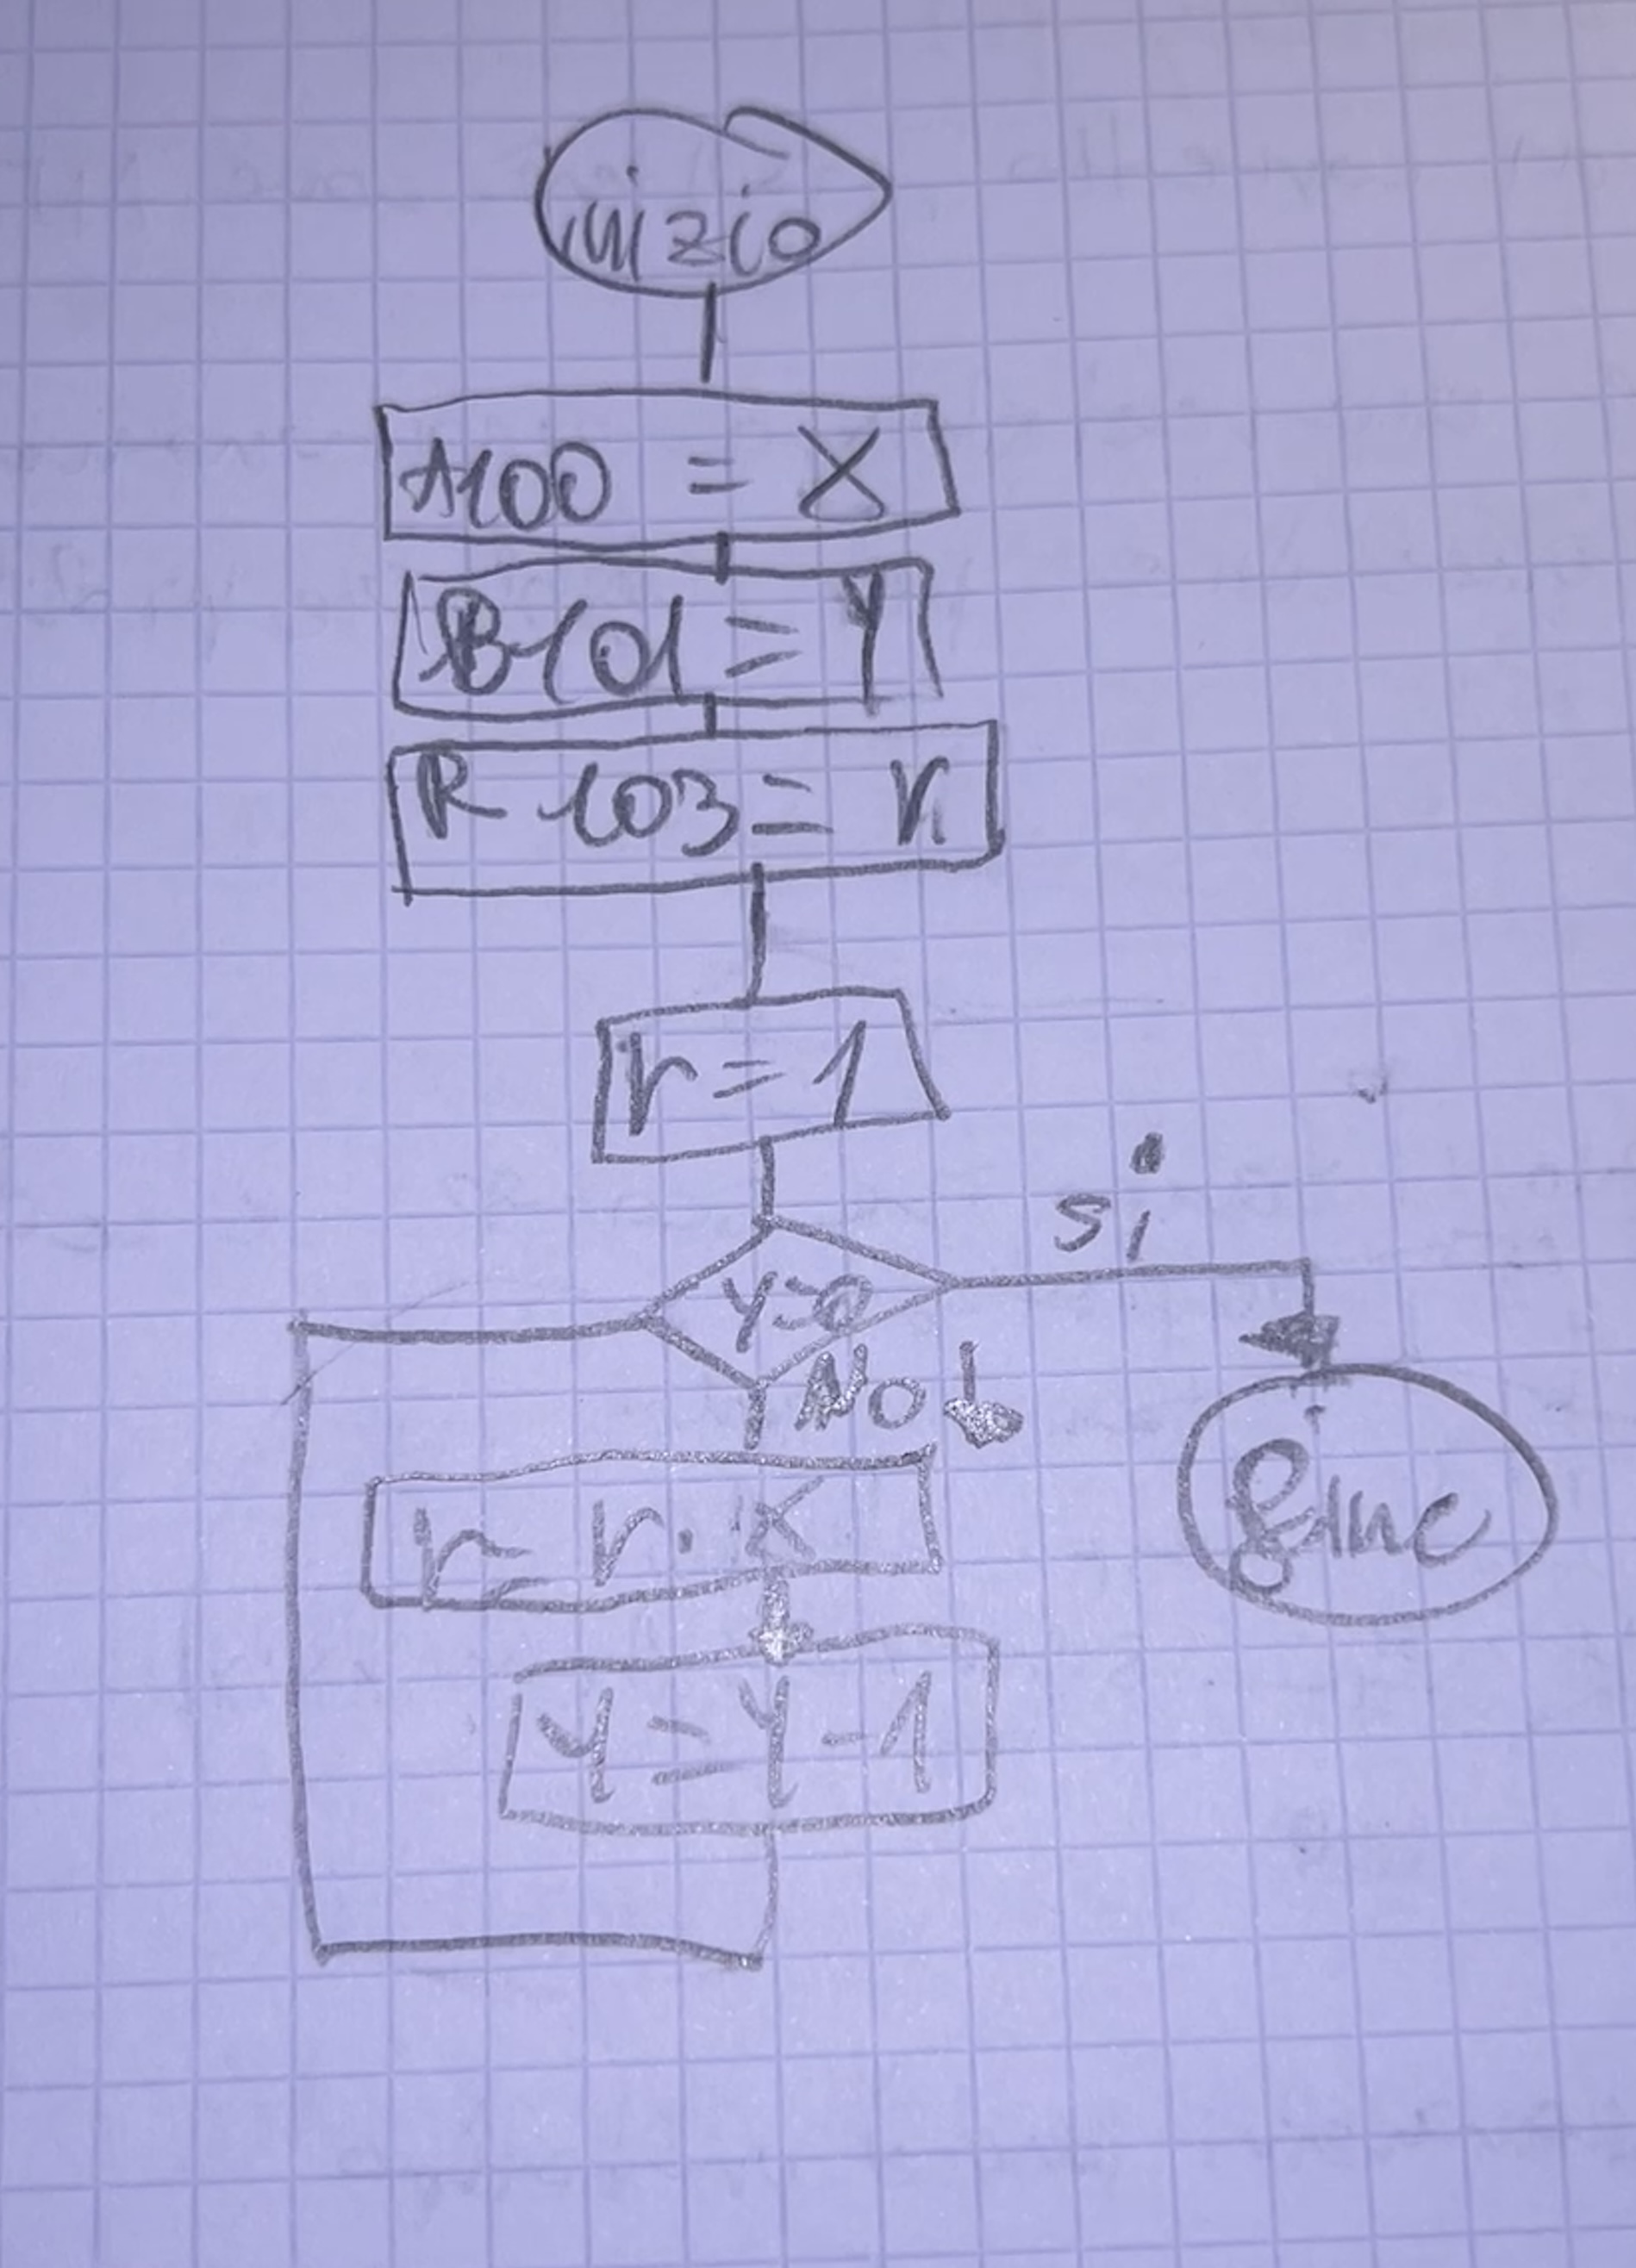 inizio
A100 = X
B101 = Y
R 103 = r
r = 1
si
Y=0
No
r = r. x
Y = Y - 1
fine